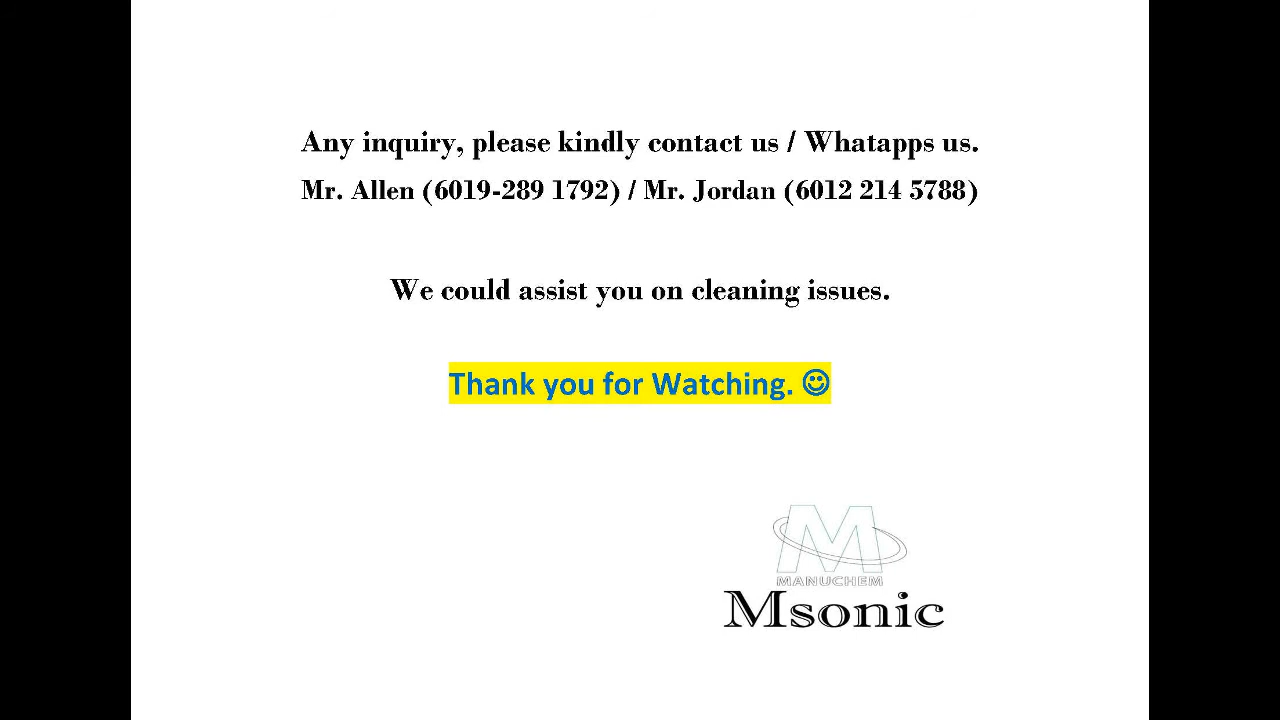 Any inquiry, please kindly contact us / Whatapps us.
Mr. Allen (6019-289 1792) / Mr. Jordan (6012 214 5788)
We could assist you on cleaning issues.
Thank you for Watching. ☺
M
MANUCHEM
Msonic